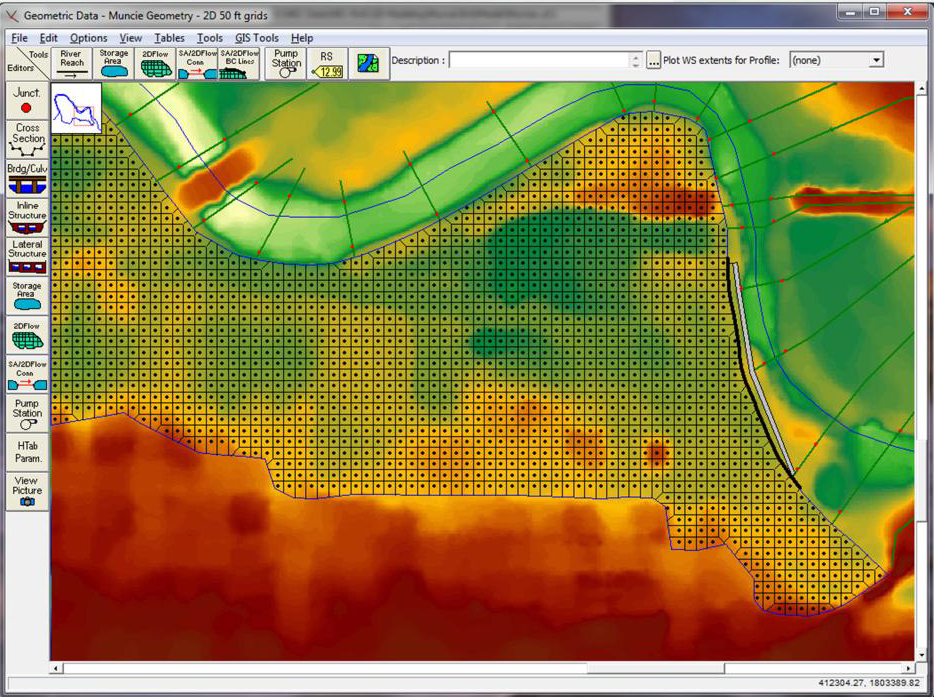 Geometric Data - Muncie Geometry - 2D 50 ft grids
File Edit Options View Tables Tools GIS Tools Help
Tools
Editors
River
Reach
Storage
Area
2DFlow
SA/2DFlow
Conn
SA/2DFlow
BC Lines
Pump
Station
RS
12.99
Description :
...
Plot WS extents for Profile:
(none)
Junct.
Cross
Section
Brdg/Culv
Inline
Structure
Lateral
Structure
Storage
Area
2DFlow
SA/2DFlow
Conn
Pump
Station
HTab
Param.
View
Picture
412304.27, 1803389.82